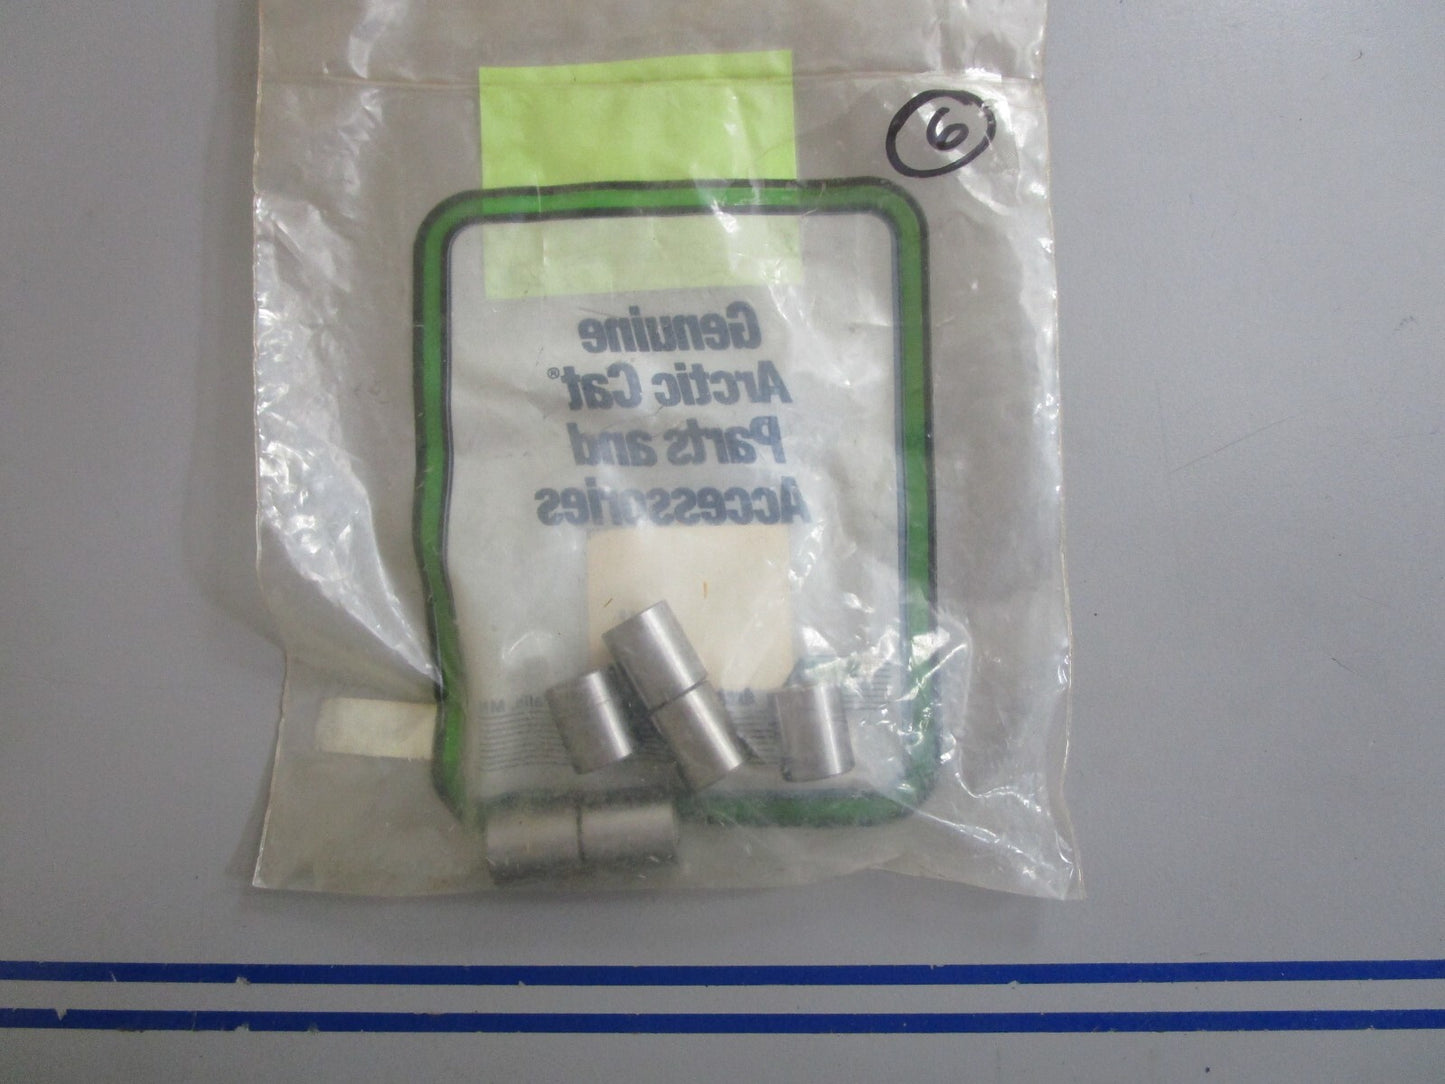 6
Genuine
Arctic Cat®
Parts and
Accessories